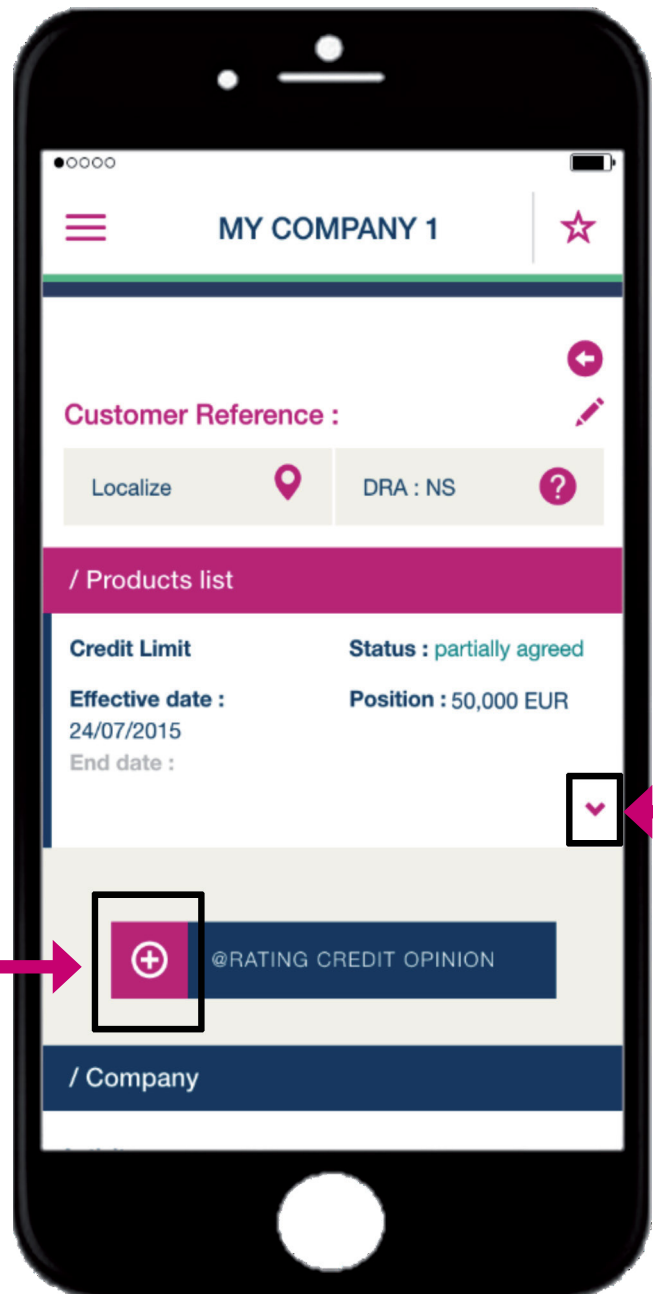 MY COMPANY 1
Customer Reference :
Localize
DRA : NS
/ Products list
Credit Limit
Status : partially agreed
Effective date :
Position : 50,000 EUR
24/07/2015
End date :
@RATING CREDIT OPINION
/ Company